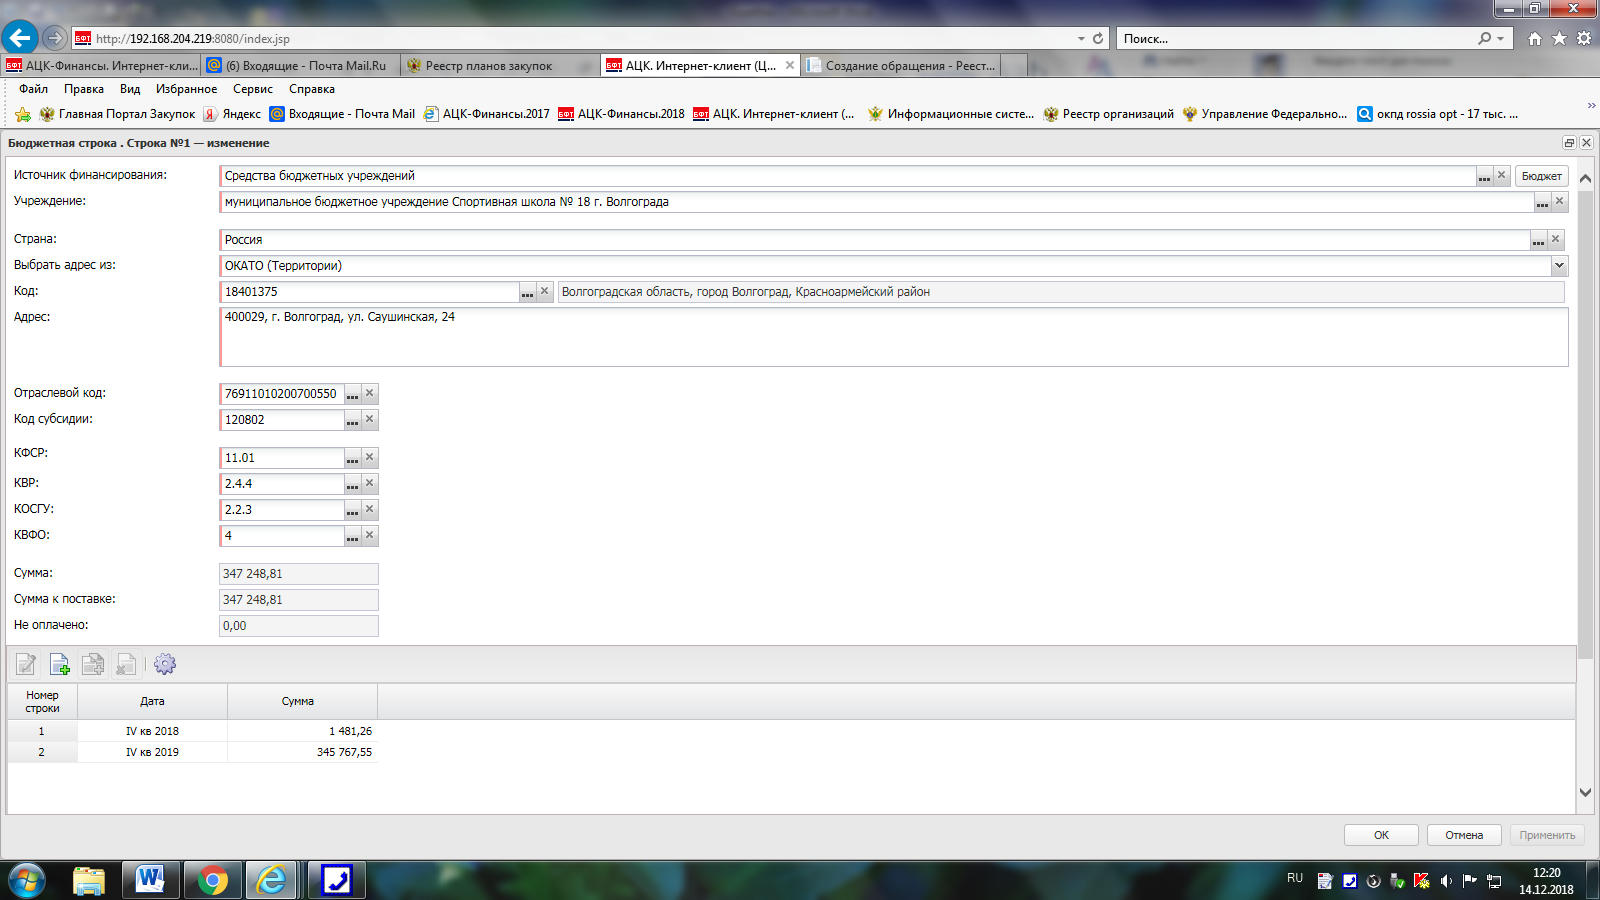 http://192.168.204.219:8080/index.jsp
Поиск...
АЦК-Финансы. Интернет-кли...
(6) Входящие - Почта Mail.Ru
Реестр планов закупок
АЦК. Интернет-клиент (Ц...
Создание обращения - Реест...
Файл Правка Вид Избранное Сервис Справка
Главная Портал Закупок Яндекс Входящие - Почта Mail АЦК-Финансы.2017 АЦК-Финансы.2018 АЦК. Интернет-клиент (... Информационные систе... Реестр организаций Управление Федерально... окпд rossia opt - 17 тыс. ...
Бюджетная строка . Строка №1 — изменение
Источник финансирования: Средства бюджетных учреждений Бюджет
Учреждение: муниципальное бюджетное учреждение Спортивная школа № 18 г. Волгограда
Страна: Россия
Выбрать адрес из: ОКАТО (Территории)
Код: 18401375 Волгоградская область, город Волгоград, Красноармейский район
Адрес: 400029, г. Волгоград, ул. Саушинская, 24
Отраслевой код: 76911010200700550
Код субсидии: 120802
КФСР: 11.01
КВР: 2.4.4
КОСГУ: 2.2.3
КВФО: 4
Сумма: 347 248,81
Сумма к поставке: 347 248,81
Не оплачено: 0,00
Номер строки Дата Сумма
1 IV кв 2018 1 481,26
2 IV кв 2019 345 767,55
ОК Отмена Применить
RU
12:20
14.12.2018